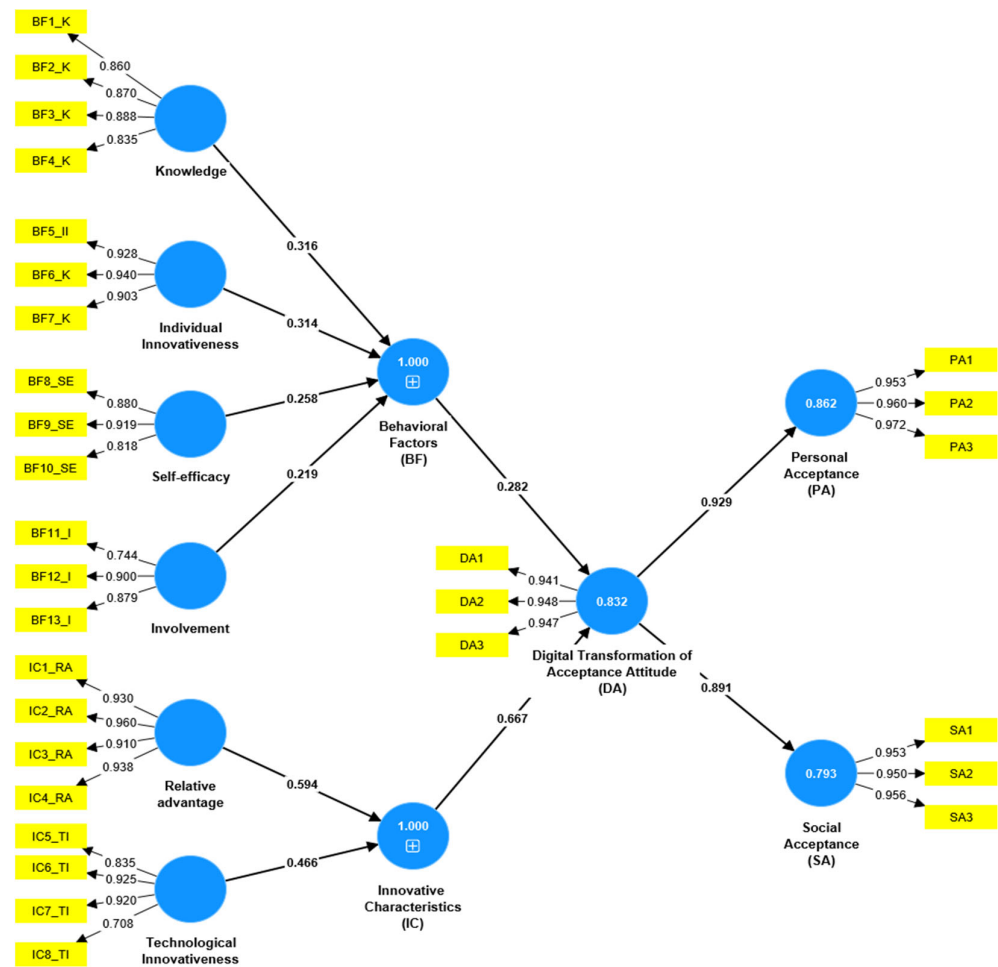 BF1_K
0.860
BF2_K
0.870
BF3_K
0.888
0.835
BF4_K
Knowledge
0.316
BF5_II
0.928
BF6_K
0.940
0.903
BF7_K
0.314
Individual
Innovativeness
BF8_SE
0.880
BF9_SE
0.919
0.818
BF10_SE
Self-efficacy
0.258
1.000
Behavioral
Factors
(BF)
0.219
BF11_I
0.744
BF12_I
0.900
0.879
BF13_I
Involvement
0.282
DA1
0.941
DA2
0.948
0.947
DA3
0.832
Digital Transformation of
Acceptance Attitude
(DA)
0.929
0.862
Personal
Acceptance
(PA)
0.953
PA1
0.960
PA2
0.972
PA3
0.891
0.667
IC1_RA
0.930
IC2_RA
0.960
0.910
IC3_RA
0.938
IC4_RA
Relative
advantage
0.594
IC5_TI
0.835
IC6_TI
0.925
0.920
IC7_TI
0.708
IC8_TI
Technological
Innovativeness
0.466
1.000
Innovative
Characteristics
(IC)
0.793
Social
Acceptance
(SA)
0.953
SA1
0.950
SA2
0.956
SA3